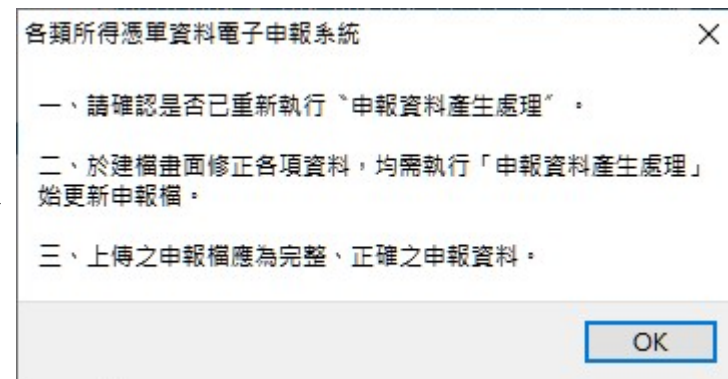 各類所得憑單資料電子申報系統
一、請確認是否已重新執行〝申報資料產生處理〞。
二、於建檔畫面修正各項資料，均需執行「申報資料產生處理」
始更新申報檔。
三、上傳之申報檔應為完整、正確之申報資料。
OK